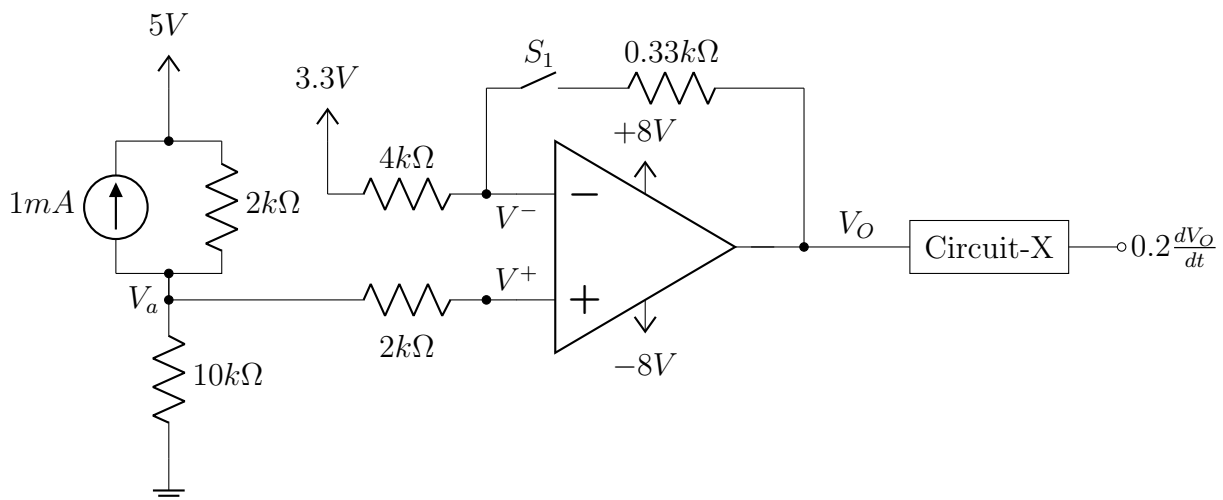 5V
3.3V
S₁
0.33kΩ
+8V
4kΩ
1mA
2kΩ
V⁻
−
V_O
Circuit-X
0.2 dV_O/dt
V_a
V⁺
+
2kΩ
−8V
10kΩ